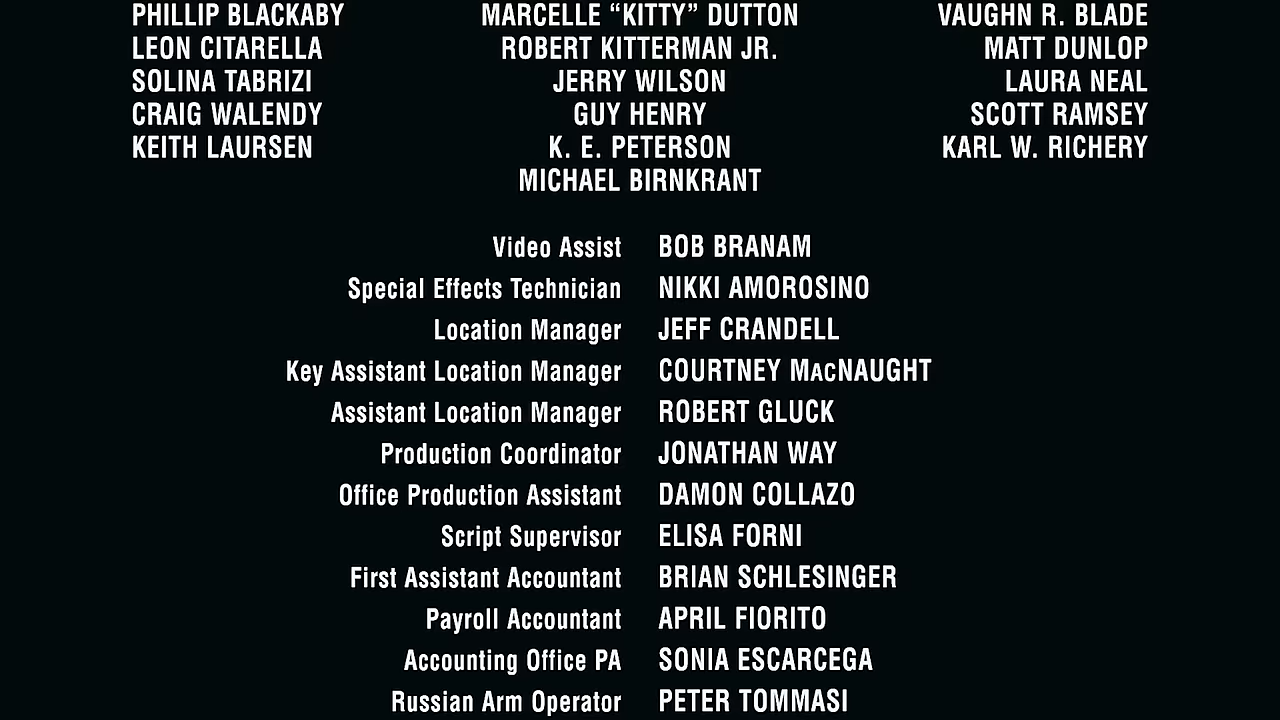 PHILLIP BLACKABY MARCELLE “KITTY” DUTTON VAUGHN R. BLADE
LEON CITARELLA ROBERT KITTERMAN JR. MATT DUNLOP
SOLINA TABRIZI JERRY WILSON LAURA NEAL
CRAIG WALENDY GUY HENRY SCOTT RAMSEY
KEITH LAURSEN K. E. PETERSON KARL W. RICHERY
MICHAEL BIRNKRANT
Video Assist BOB BRANAM
Special Effects Technician NIKKI AMOROSINO
Location Manager JEFF CRANDELL
Key Assistant Location Manager COURTNEY MACNAUGHT
Assistant Location Manager ROBERT GLUCK
Production Coordinator JONATHAN WAY
Office Production Assistant DAMON COLLAZO
Script Supervisor ELISA FORNI
First Assistant Accountant BRIAN SCHLESINGER
Payroll Accountant APRIL FIORITO
Accounting Office PA SONIA ESCARCEGA
Russian Arm Operator PETER TOMMASI